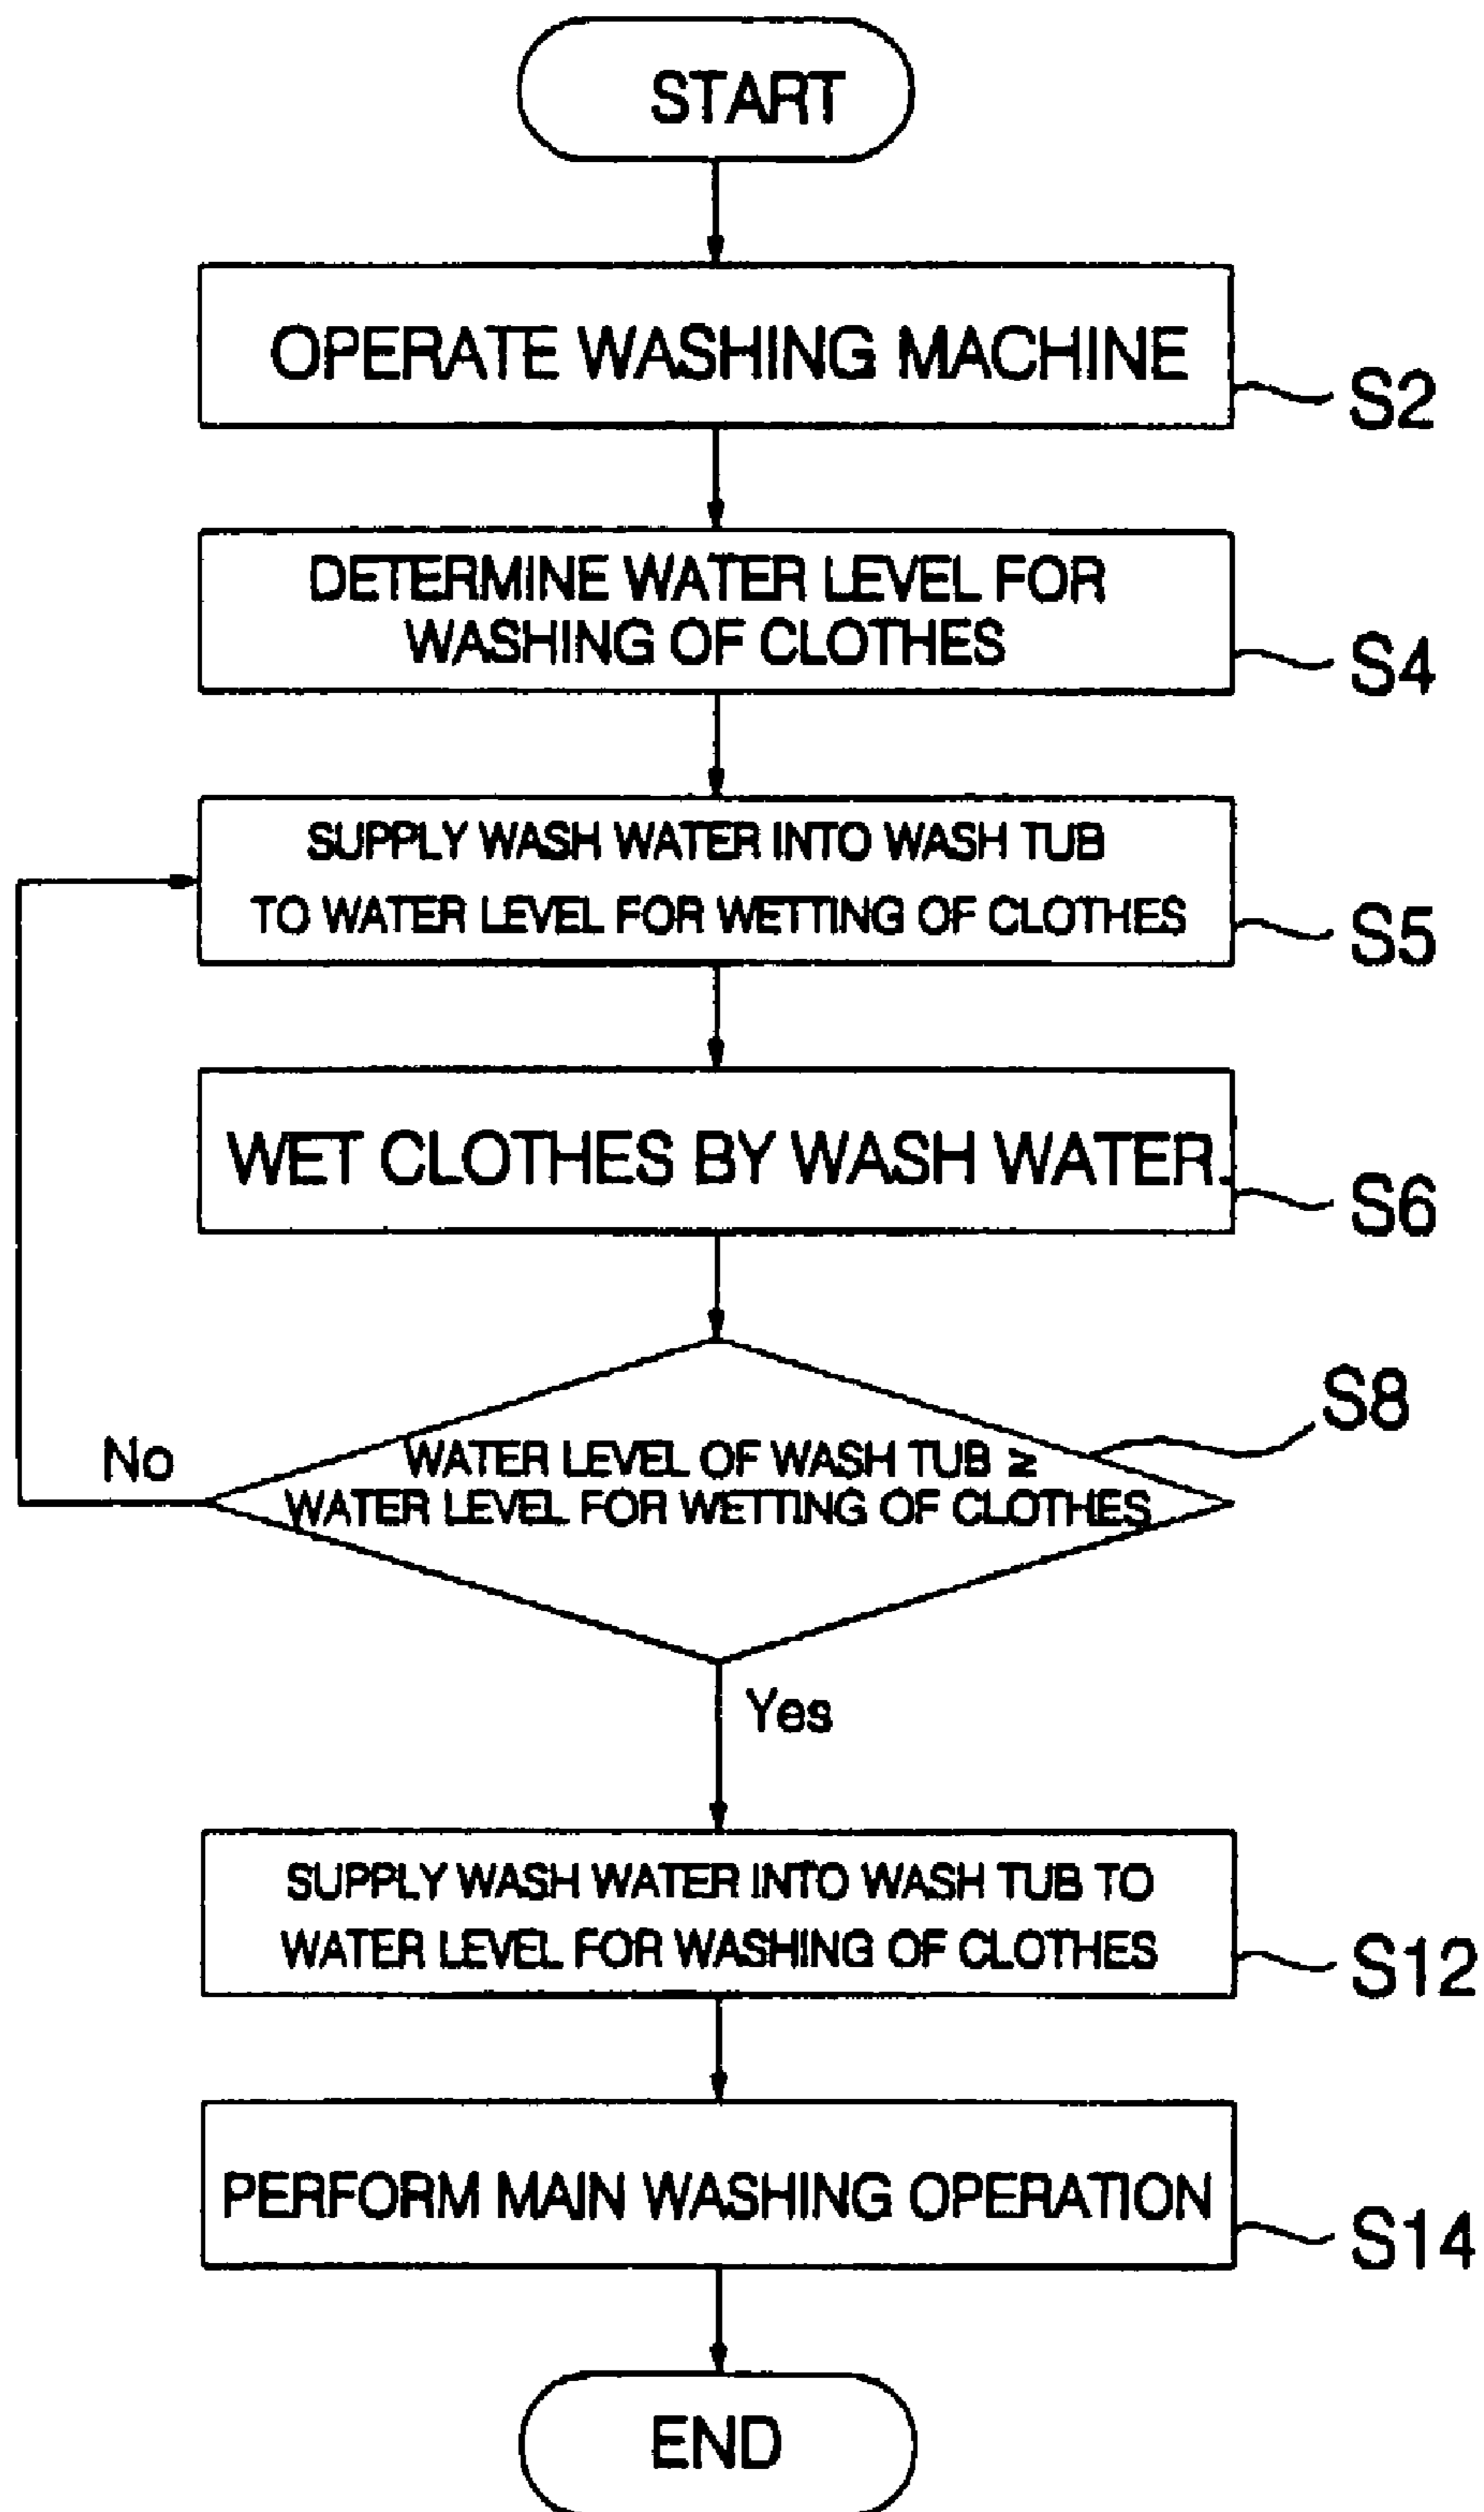 START
OPERATE WASHING MACHINE
S2
DETERMINE WATER LEVEL FOR
WASHING OF CLOTHES
S4
SUPPLY WASH WATER INTO WASH TUB
TO WATER LEVEL FOR WETTING OF CLOTHES
S5
WET CLOTHES BY WASH WATER.
S6
S8
WATER LEVEL OF WASH TUB ≥
WATER LEVEL FOR WETTING OF CLOTHES
No
Yes
SUPPLY WASH WATER INTO WASH TUB TO
WATER LEVEL FOR WASHING OF CLOTHES
S12
PERFORM MAIN WASHING OPERATION
S14
END